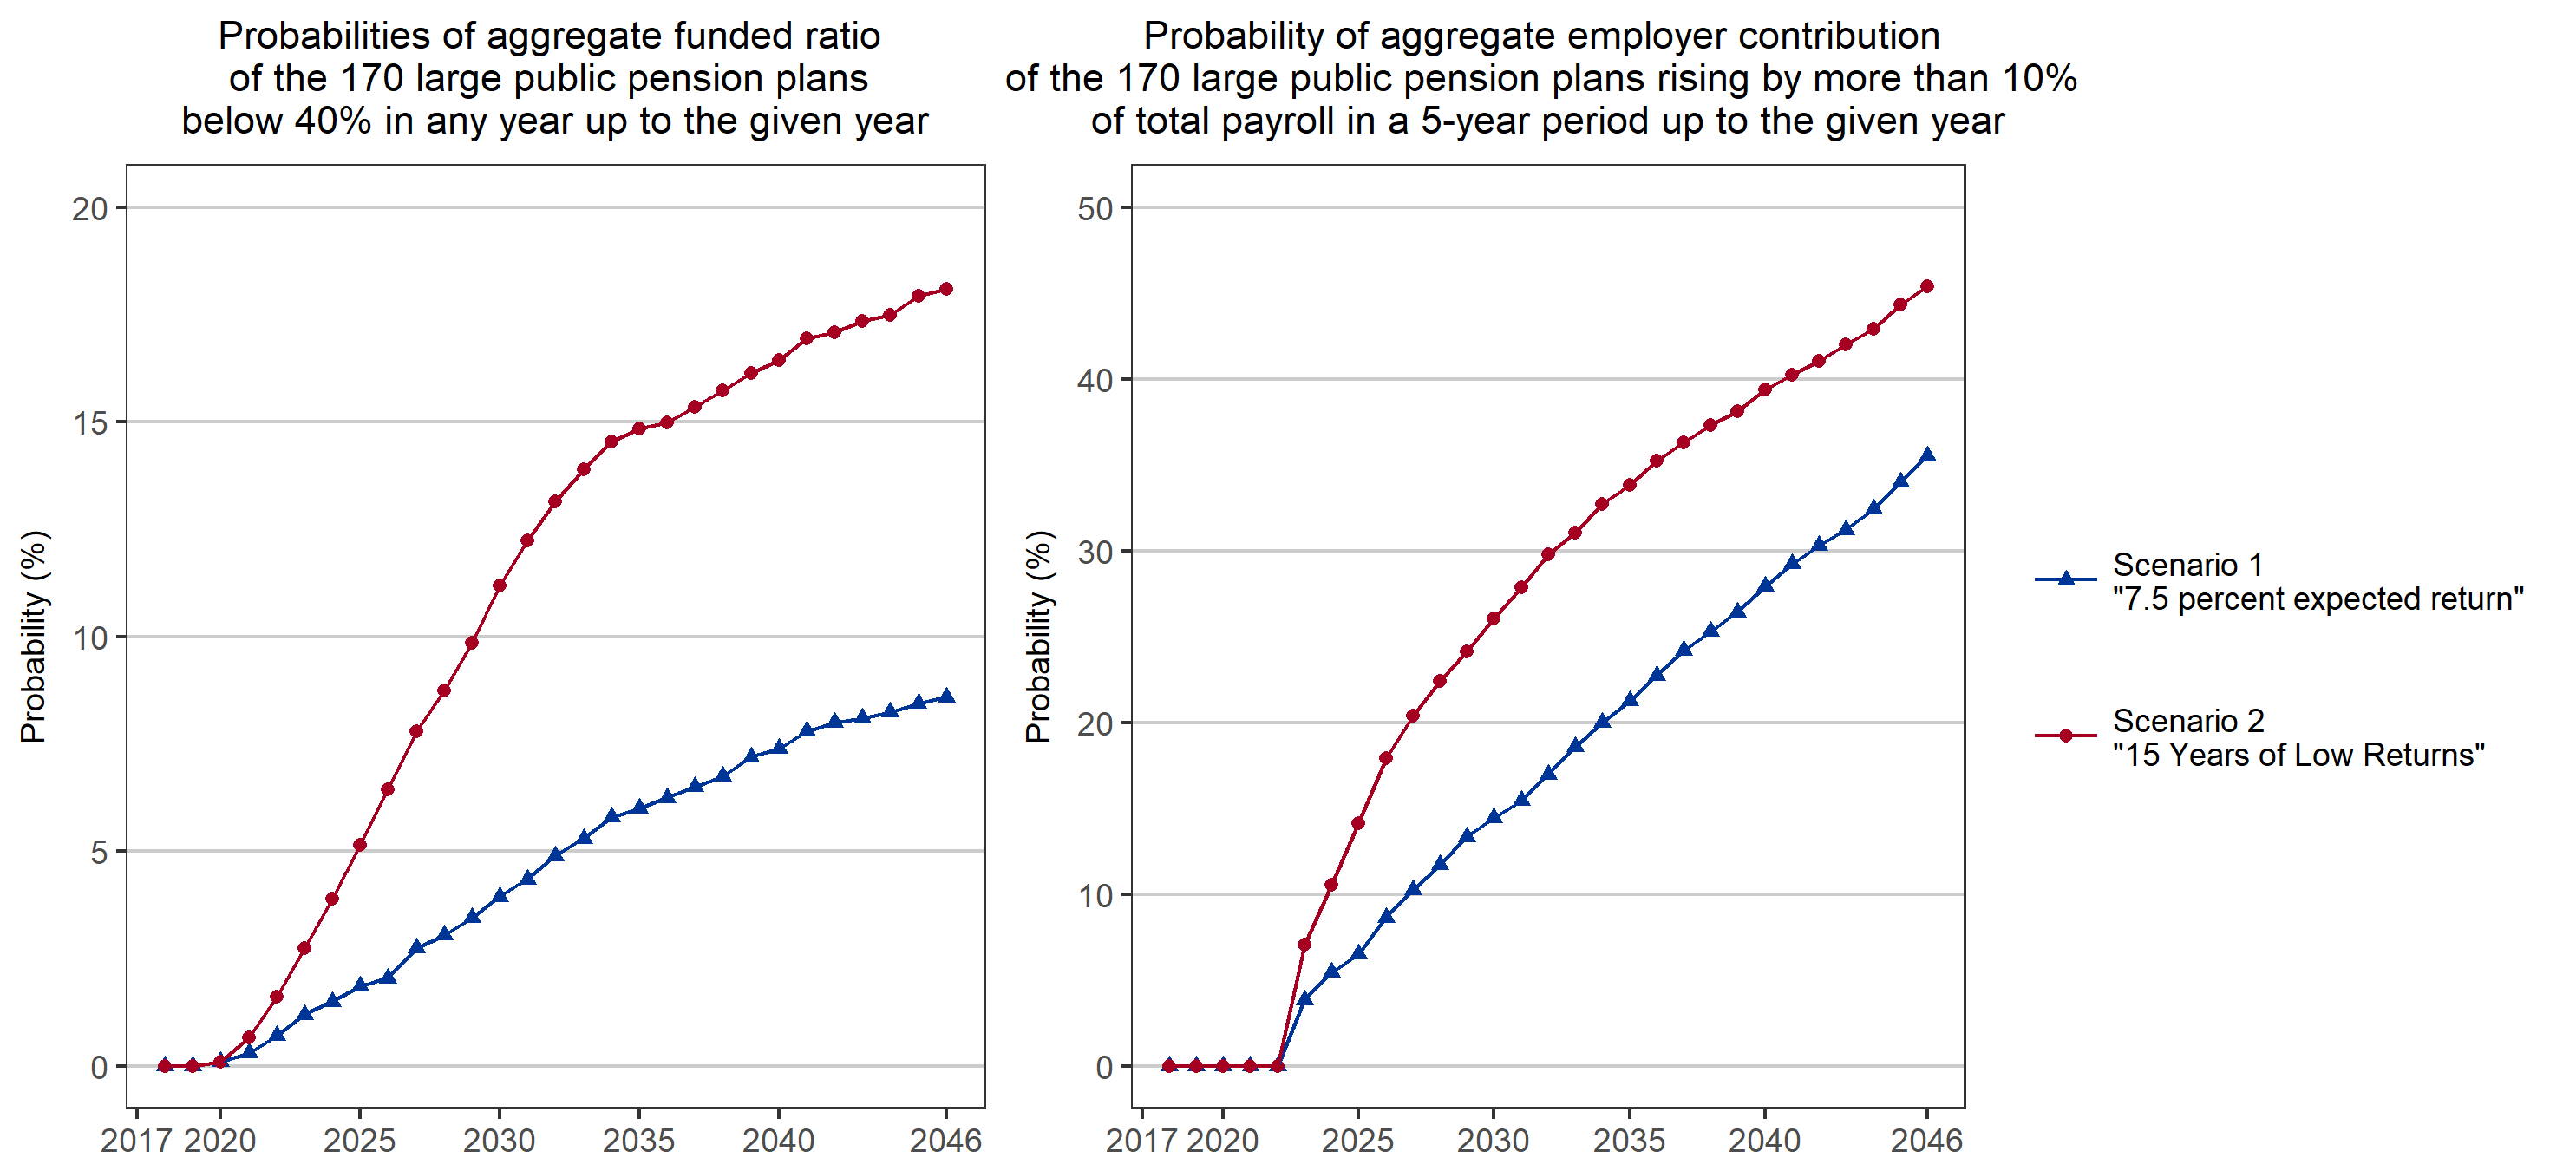 Probabilities of aggregate funded ratio
of the 170 large public pension plans
below 40% in any year up to the given year
Probability (%)
20
15
10
5
0
2017 2020 2025 2030 2035 2040 2046
Probability of aggregate employer contribution
of the 170 large public pension plans rising by more than 10%
of total payroll in a 5-year period up to the given year
Probability (%)
50
40
30
20
10
0
2017 2020 2025 2030 2035 2040 2046
Scenario 1
"7.5 percent expected return"
Scenario 2
"15 Years of Low Returns"